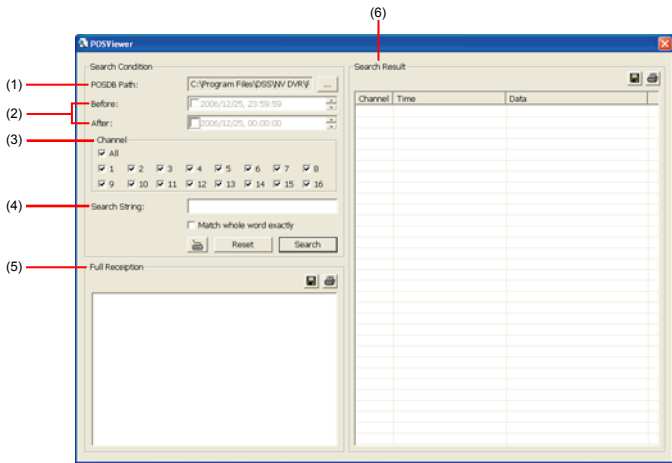 (6)
POSViewer
Search Condition
(1) POSDB Path: C:\Program Files\DSS\NV DVR\F ...
(2) Before: 2006/12/25, 23:59:59
After: 2006/12/25, 00:00:00
(3) Channel
All
1 2 3 4 5 6 7 8
9 10 11 12 13 14 15 16
(4) Search String:
Match whole word exactly
Reset Search
(5) Full Receiption
Search Result
Channel Time Data